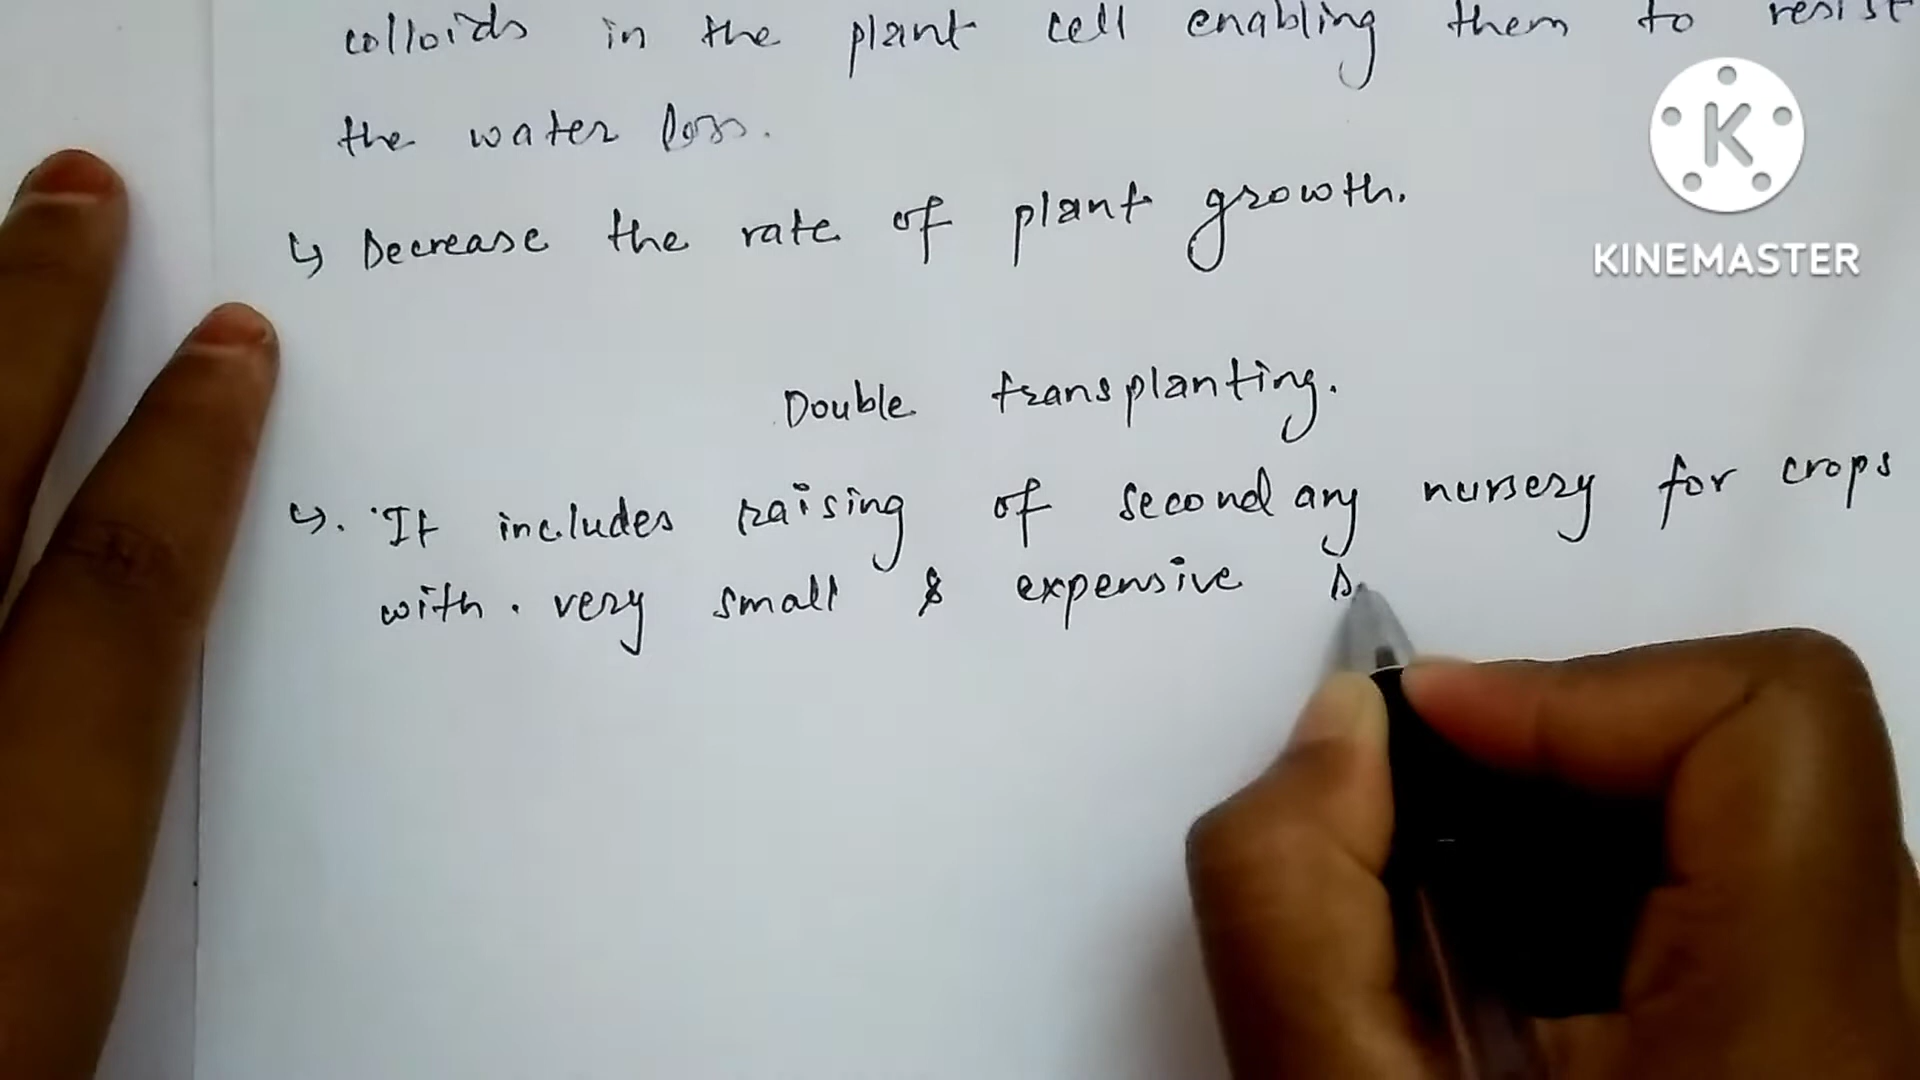 colloids in the plant cell enabling them to resist
the water loss.
↳ Decrease the rate of plant growth.
Double transplanting.
↳. It includes raising of secondary nursery for crops
with. very small & expensive s
K
KINEMASTER